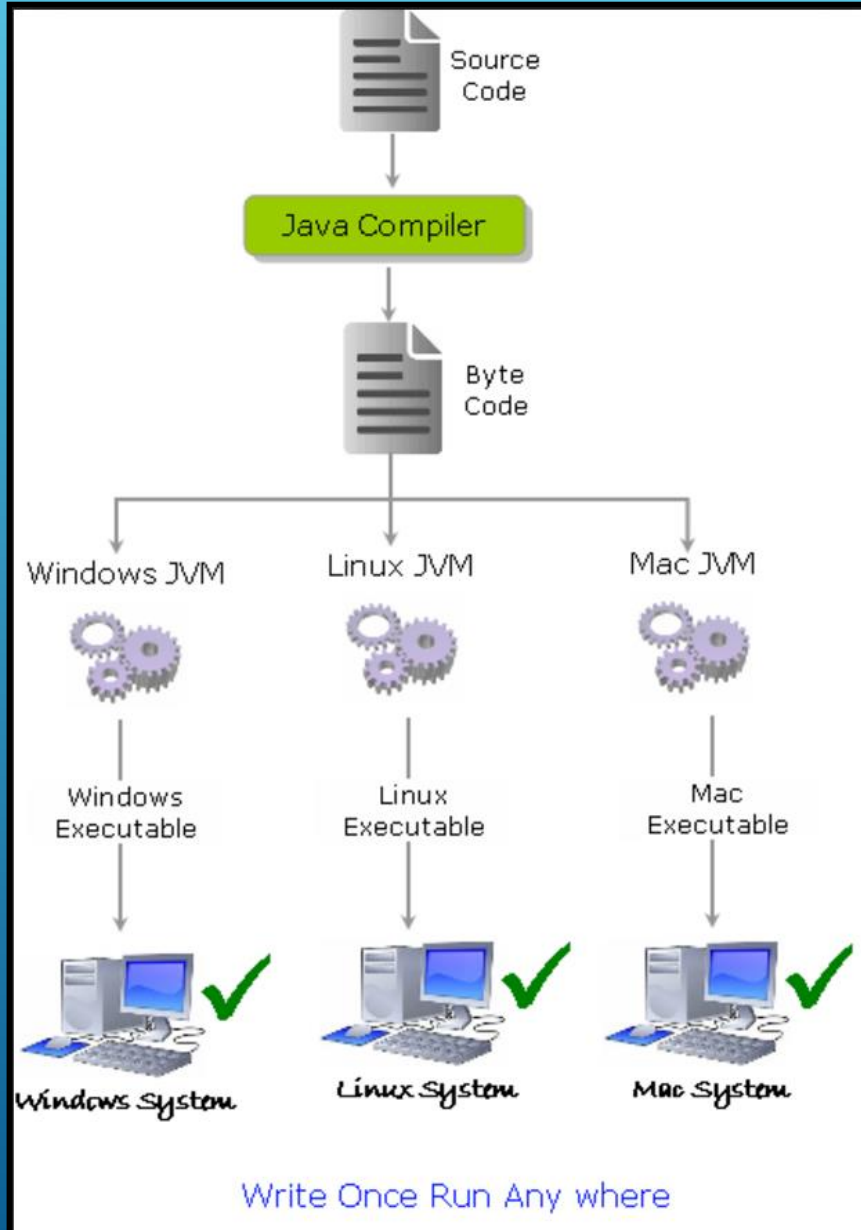 Source
Code
Java Compiler
Byte
Code
Windows JVM
Linux JVM
Mac JVM
Windows
Executable
Linux
Executable
Mac
Executable
Windows System
Linux System
Mac System
Write Once Run Any where